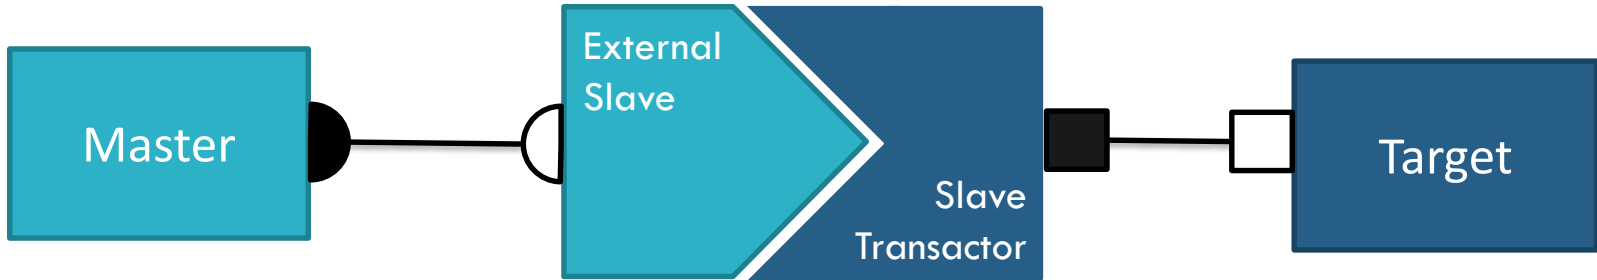 Master
External
Slave
Slave
Transactor
Target